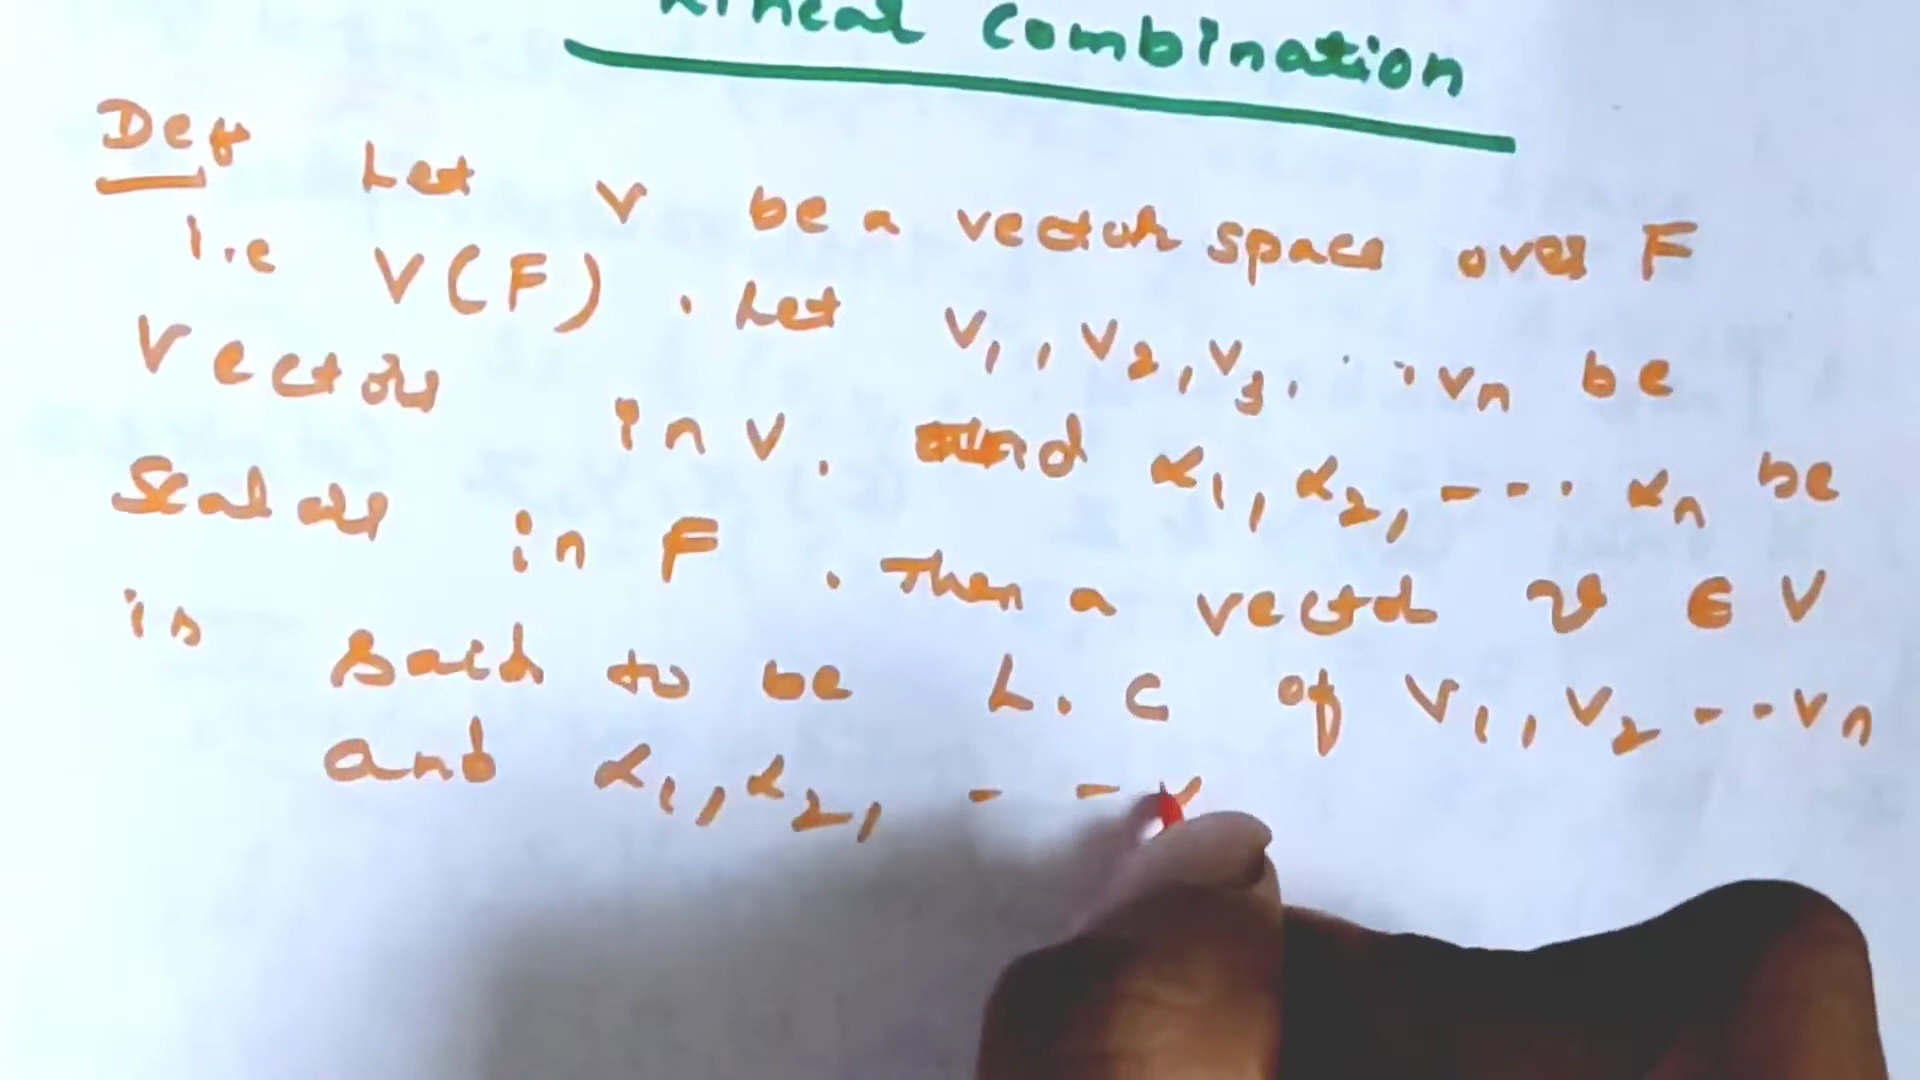 Linear Combination
Def Let V be a vector space over F
i.e V(F). Let V₁, V₂, V₃. . . Vn be
Vectors in V. and α₁, α₂, - - . αn be
Scalars in F. Then a vector v ∈ V
is said to be L.C of V₁, V₂ - - Vn
and α₁, α₂, - -